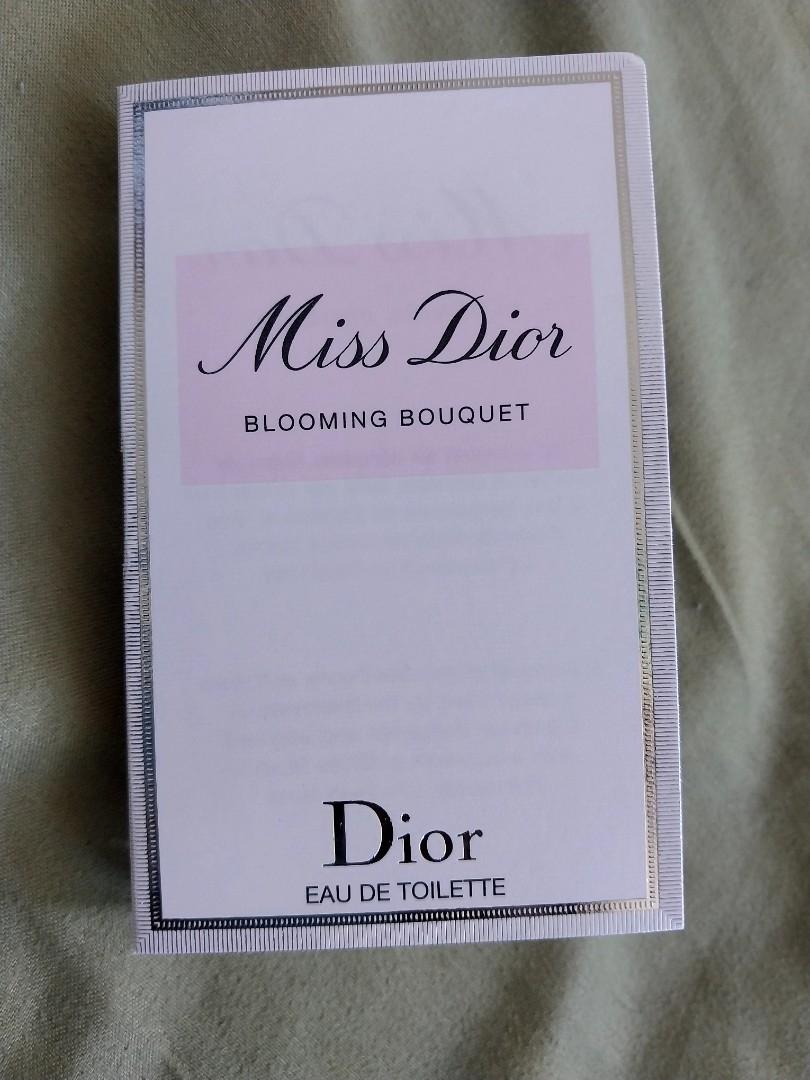 Miss Dior
BLOOMING BOUQUET
Dior
EAU DE TOILETTE